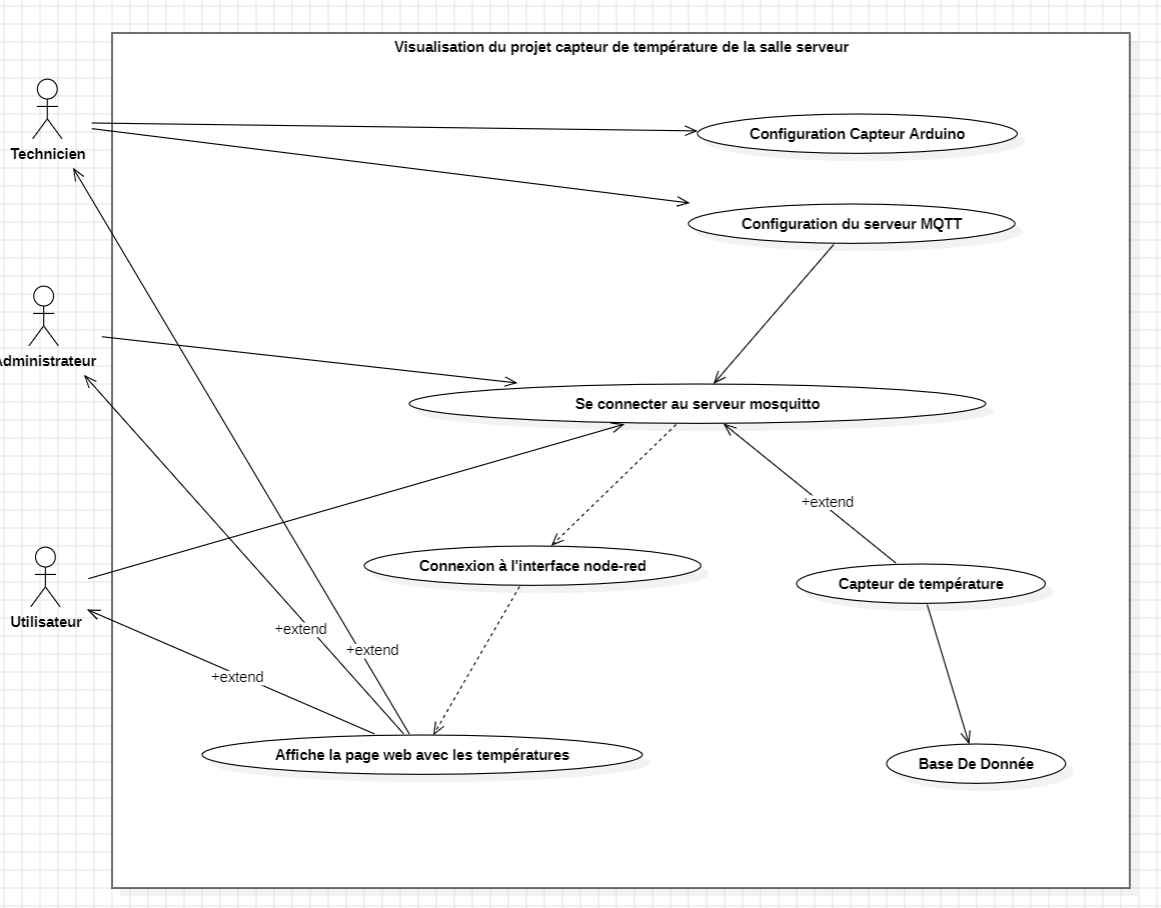 Visualisation du projet capteur de température de la salle serveur
Technicien
Configuration Capteur Arduino
Configuration du serveur MQTT
Administrateur
Se connecter au serveur mosquitto
+extend
Connexion à l'interface node-red
Capteur de température
Utilisateur
+extend
+extend
+extend
Affiche la page web avec les températures
Base De Donnée